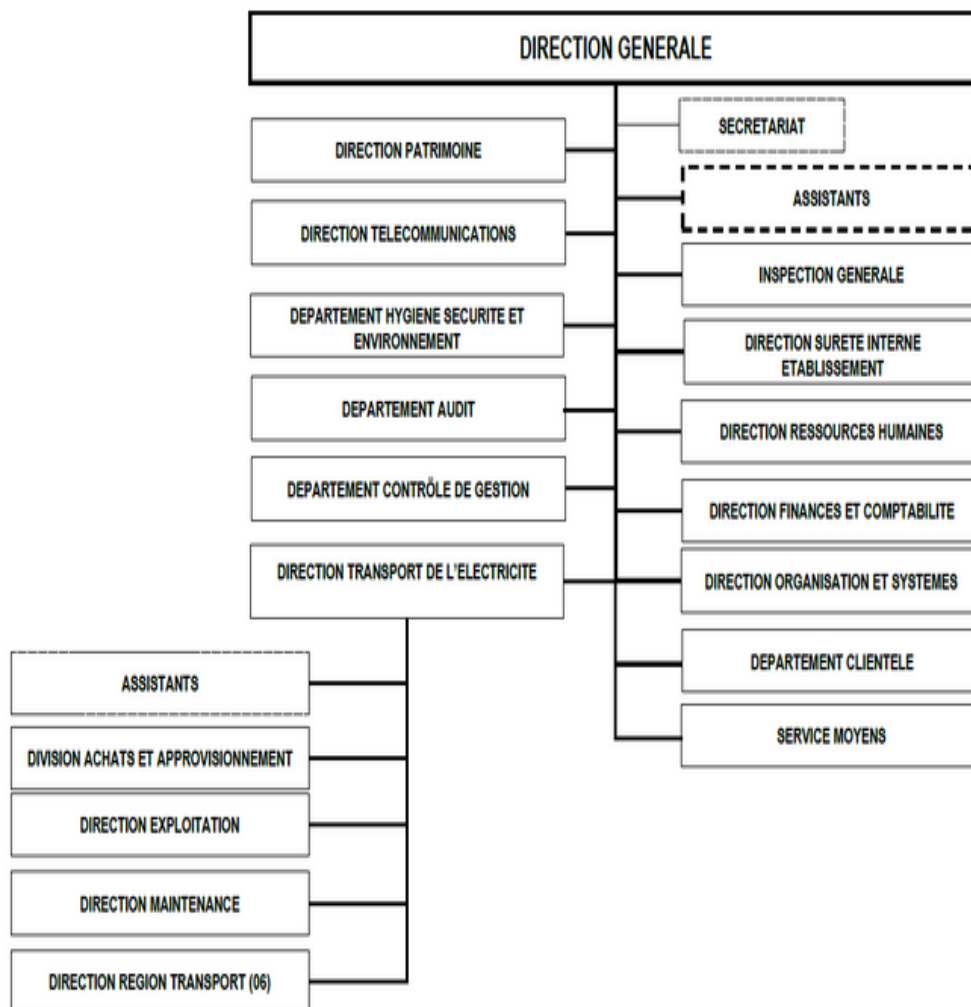 DIRECTION GENERALE
SECRETARIAT
DIRECTION PATRIMOINE
ASSISTANTS
DIRECTION TELECOMMUNICATIONS
INSPECTION GENERALE
DEPARTEMENT HYGIENE SECURITE ET
ENVIRONNEMENT
DIRECTION SURETE INTERNE
ETABLISSEMENT
DEPARTEMENT AUDIT
DIRECTION RESSOURCES HUMAINES
DEPARTEMENT CONTRÔLE DE GESTION
DIRECTION FINANCES ET COMPTABILITE
DIRECTION TRANSPORT DE L'ELECTRICITE
DIRECTION ORGANISATION ET SYSTEMES
DEPARTEMENT CLIENTELE
SERVICE MOYENS
ASSISTANTS
DIVISION ACHATS ET APPROVISIONNEMENT
DIRECTION EXPLOITATION
DIRECTION MAINTENANCE
DIRECTION REGION TRANSPORT (06)